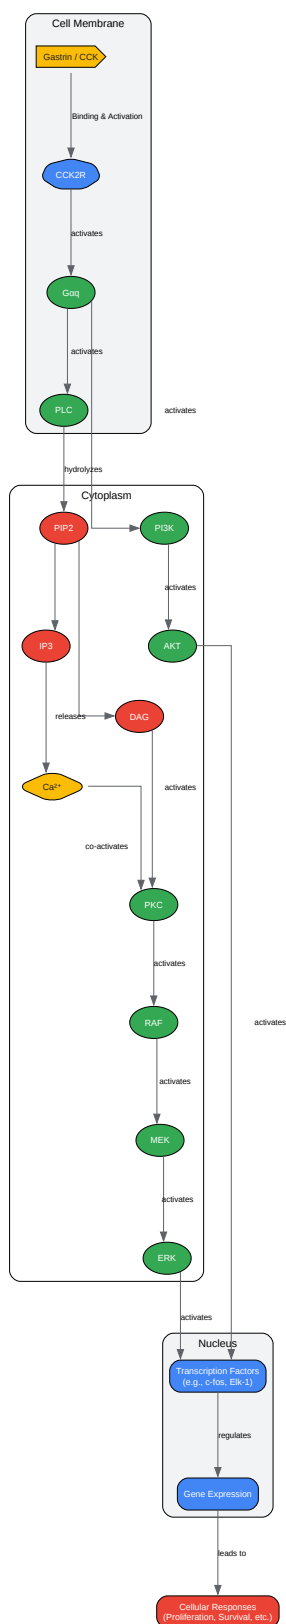 Cell Membrane
Gastrin / CCK
Binding & Activation
CCK2R
activates
Gαq
activates
PLC
activates
hydrolyzes
Cytoplasm
PIP2
PI3K
activates
IP3
AKT
releases
DAG
Ca²⁺
activates
co-activates
PKC
activates
RAF
activates
activates
MEK
activates
ERK
activates
Nucleus
Transcription Factors
(e.g., c-fos, Elk-1)
regulates
Gene Expression
leads to
Cellular Responses
(Proliferation, Survival, etc.)